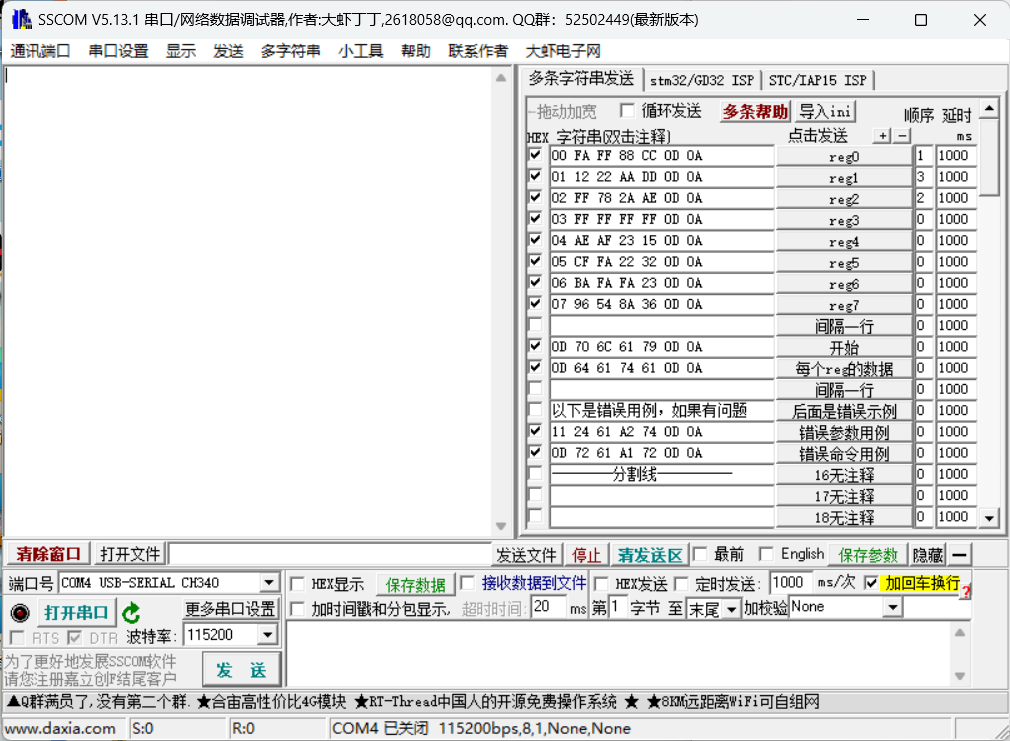 SSCOM V5.13.1 串口/网络数据调试器,作者:大虾丁丁,2618058@qq.com. QQ群: 52502449(最新版本)
通讯端口 串口设置 显示 发送 多字符串 小工具 帮助 联系作者 大虾电子网
多条字符串发送 stm32/GD32 ISP STC/IAP15 ISP
拖动加宽 循环发送 多条帮助 导入ini 顺序 延时
HEX 字符串(双击注释) 点击发送 + - ms
00 FA FF 88 CC 0D 0A reg0 1 1000
01 12 22 AA DD 0D 0A reg1 3 1000
02 FF 78 2A AE 0D 0A reg2 2 1000
03 FF FF FF FF 0D 0A reg3 0 1000
04 AE AF 23 15 0D 0A reg4 0 1000
05 CF FA 22 32 0D 0A reg5 0 1000
06 BA FA FA 23 0D 0A reg6 0 1000
07 96 54 8A 36 0D 0A reg7 0 1000
间隔一行 0 1000
0D 70 6C 61 79 0D 0A 开始 0 1000
0D 64 61 74 61 0D 0A 每个reg的数据 0 1000
间隔一行 0 1000
以下是错误用例，如果有问题 后面是错误示例 0 1000
11 24 61 A2 74 0D 0A 错误参数用例 0 1000
0D 72 61 A1 72 0D 0A 错误命令用例 0 1000
————分割线————— 16无注释 0 1000
17无注释 0 1000
18无注释 0 1000
清除窗口 打开文件 发送文件 停止 清发送区 最前 English 保存参数 隐藏 —
端口号 COM4 USB-SERIAL CH340 HEX显示 保存数据 接收数据到文件 HEX发送 定时发送: 1000 ms/次 加回车换行 ?
打开串口 更多串口设置 加时间戳和分包显示, 超时时间: 20 ms 第 1 字节 至 末尾 加校验 None
RTS DTR 波特率: 115200
为了更好地发展SSCOM软件
请您注册嘉立创F结尾客户
发 送
▲Q群满员了,没有第二个群. ★合宙高性价比4G模块 ★RT-Thread中国人的开源免费操作系统 ★ ★8KM远距离WiFi可自组网
www.daxia.com S:0 R:0 COM4 已关闭 115200bps,8,1,None,None